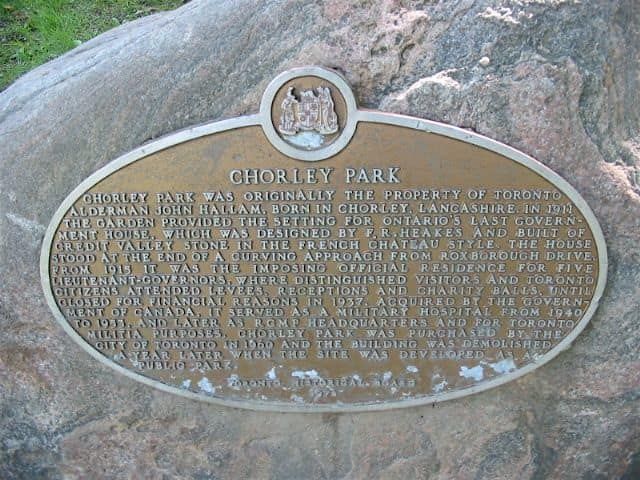 CHORLEY PARK
CHORLEY PARK WAS ORIGINALLY THE PROPERTY OF TORONTO
ALDERMAN JOHN HALLAM, BORN IN CHORLEY, LANCASHIRE. IN 1911
THE GARDEN PROVIDED THE SETTING FOR ONTARIO'S LAST GOVERN-
MENT HOUSE, WHICH WAS DESIGNED BY F. R. HEAKES AND BUILT OF
CREDIT VALLEY STONE IN THE FRENCH CHATEAU STYLE. THE HOUSE
STOOD AT THE END OF A CURVING APPROACH FROM ROXBOROUGH DRIVE.
FROM 1915 IT WAS THE IMPOSING OFFICIAL RESIDENCE FOR FIVE
LIEUTENANT-GOVERNORS, WHERE DISTINGUISHED VISITORS AND TORONTO
CITIZENS ATTENDED LEVEES, RECEPTIONS AND CHARITY BALLS, UNTIL
CLOSED FOR FINANCIAL REASONS IN 1937. ACQUIRED BY THE GOVERN-
MENT OF CANADA, IT SERVED AS A MILITARY HOSPITAL FROM 1940
TO AND LATER AS R.C.M.P. HEADQUARTERS AND FOR TORONTO
MILITIA PURPOSES. CHORLEY PARK WAS PURCHASED BY THE
CITY OF TORONTO IN 1960 AND THE BUILDING WAS DEMOLISHED
A YEAR LATER WHEN THE SITE WAS DEVELOPED AS A
PUBLIC PARK.
TORONTO HISTORICAL BOARD